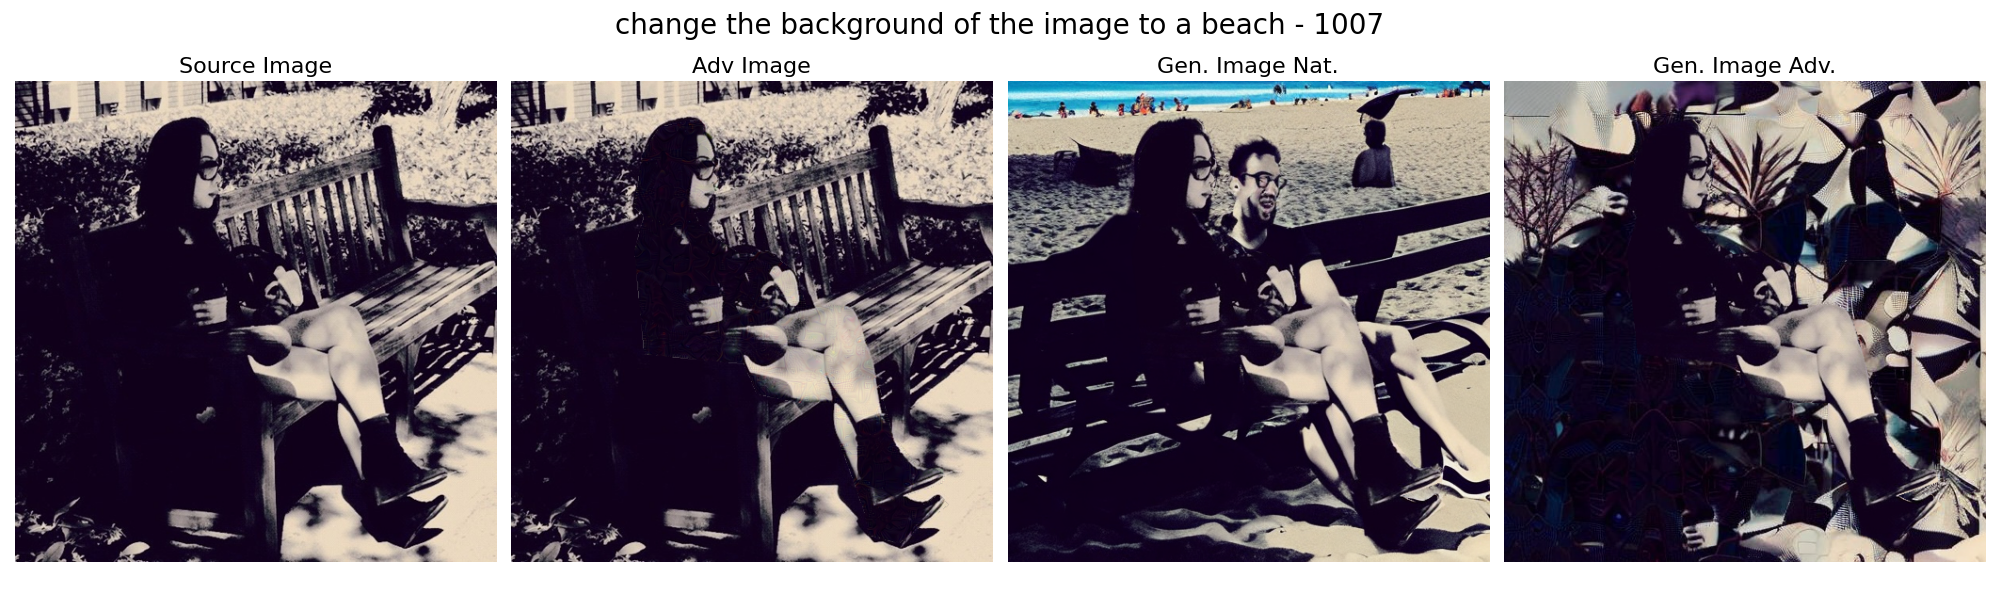 change the background of the image to a beach - 1007
Source Image
Adv Image
Gen. Image Nat.
Gen. Image Adv.